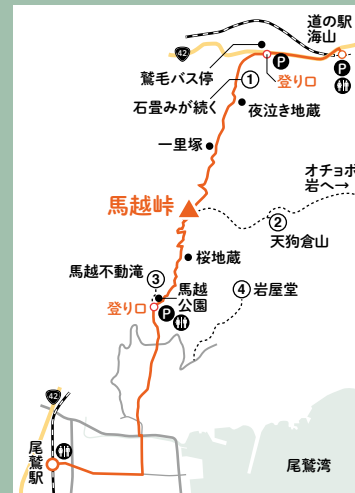 道の駅
海山
42
鷲毛バス停
P
登り口
P
①
石畳みが続く
夜泣き地蔵
一里塚
オチョボ
岩へ→
馬越峠
②
天狗倉山
桜地蔵
馬越不動滝
③
馬越
公園
④ 岩屋堂
登り口
P
42
尾鷲駅
尾鷲湾